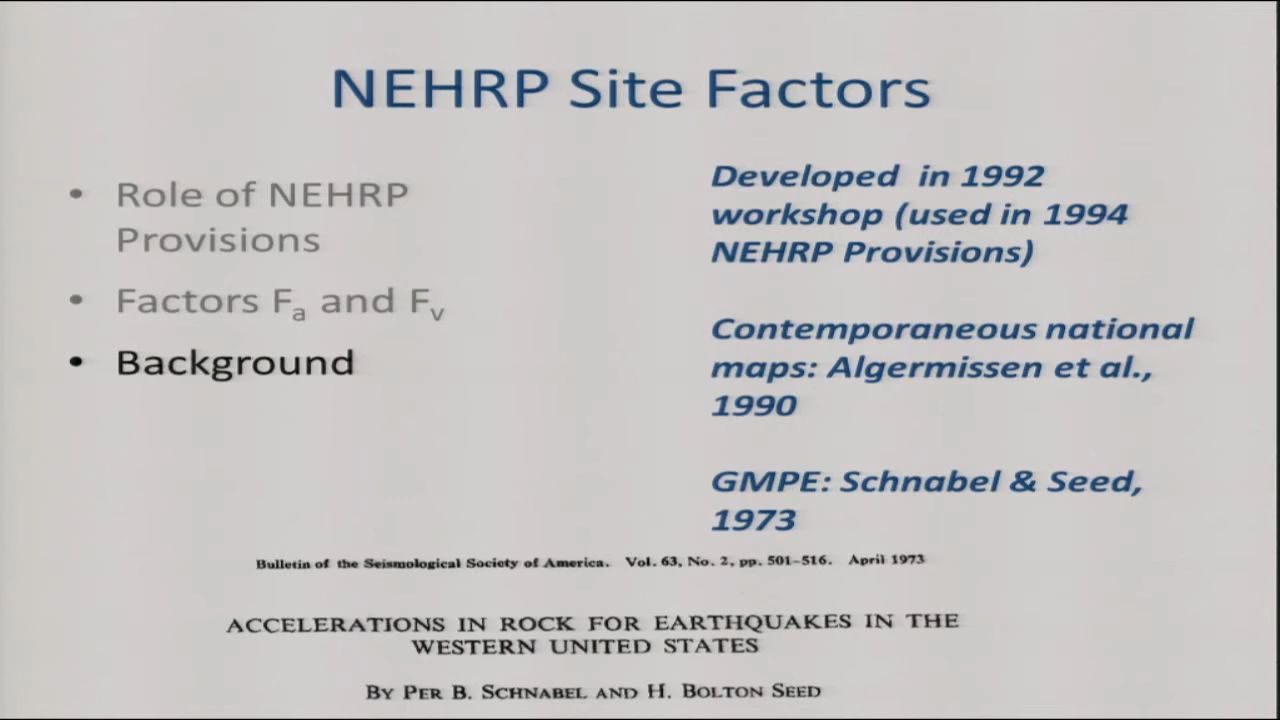 NEHRP Site Factors
• Role of NEHRP
Provisions
• Factors Fa and Fv
• Background
Developed in 1992
workshop (used in 1994
NEHRP Provisions)
Contemporaneous national
maps: Algermissen et al.,
1990
GMPE: Schnabel & Seed,
1973
Bulletin of the Seismological Society of America. Vol. 63, No. 2, pp. 501–516. April 1973
ACCELERATIONS IN ROCK FOR EARTHQUAKES IN THE
WESTERN UNITED STATES
BY PER B. SCHNABEL AND H. BOLTON SEED